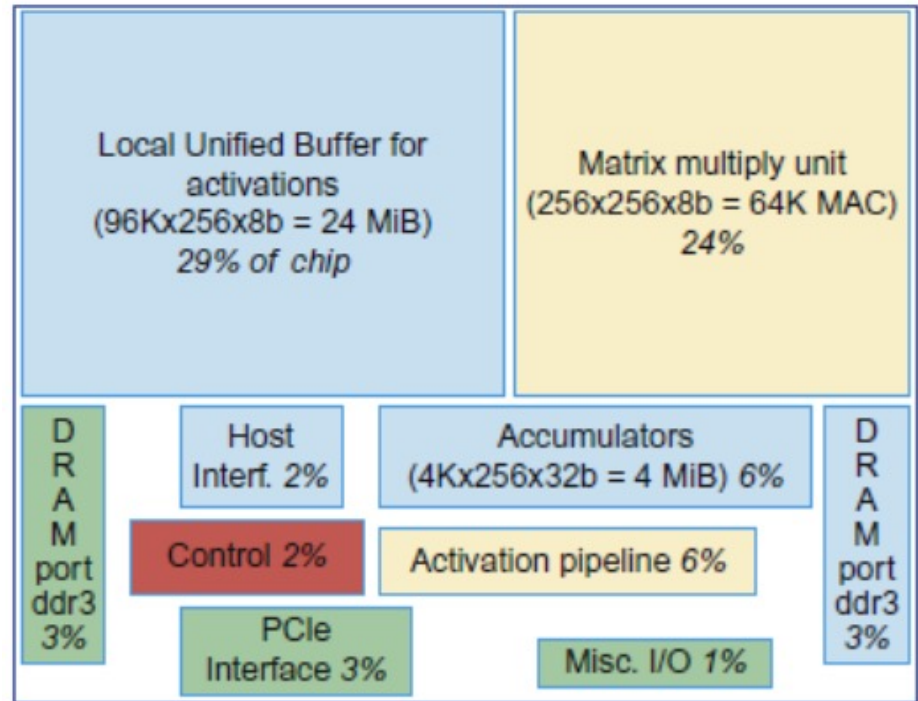 Local Unified Buffer for
activations
(96Kx256x8b = 24 MiB)
29% of chip
Matrix multiply unit
(256x256x8b = 64K MAC)
24%
D
R
A
M
port
ddr3
3%
Host
Interf. 2%
Accumulators
(4Kx256x32b = 4 MiB) 6%
D
R
A
M
port
ddr3
3%
Control 2%
Activation pipeline 6%
PCIe
Interface 3%
Misc. I/O 1%